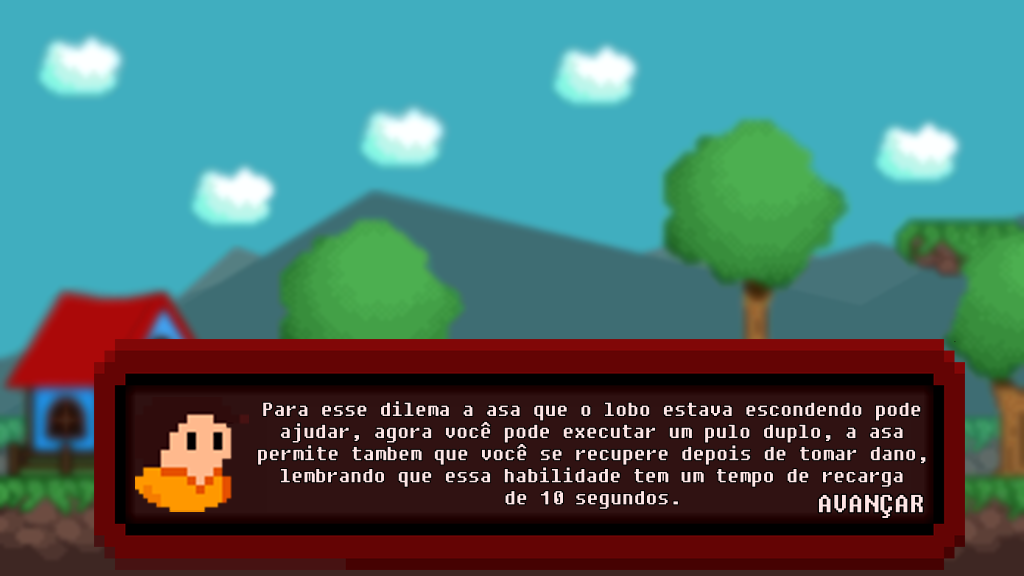 Para esse dilema a asa que o lobo estava escondendo pode
ajudar, agora você pode executar um pulo duplo, a asa
permite tambem que você se recupere depois de tomar dano,
lembrando que essa habilidade tem um tempo de recarga
de 10 segundos.
AVANÇAR